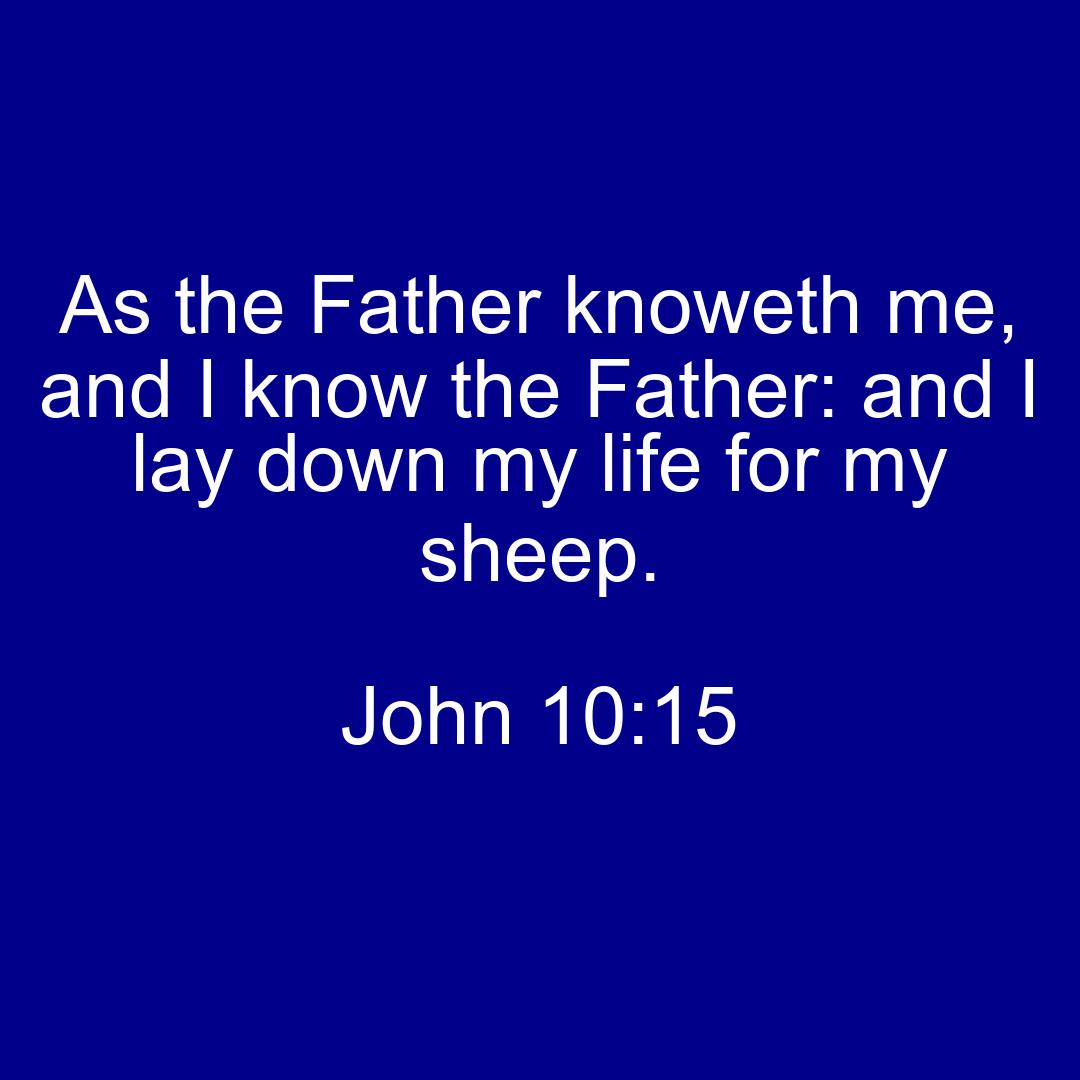 As the Father knoweth me,
and I know the Father: and I
lay down my life for my
sheep.
John 10:15